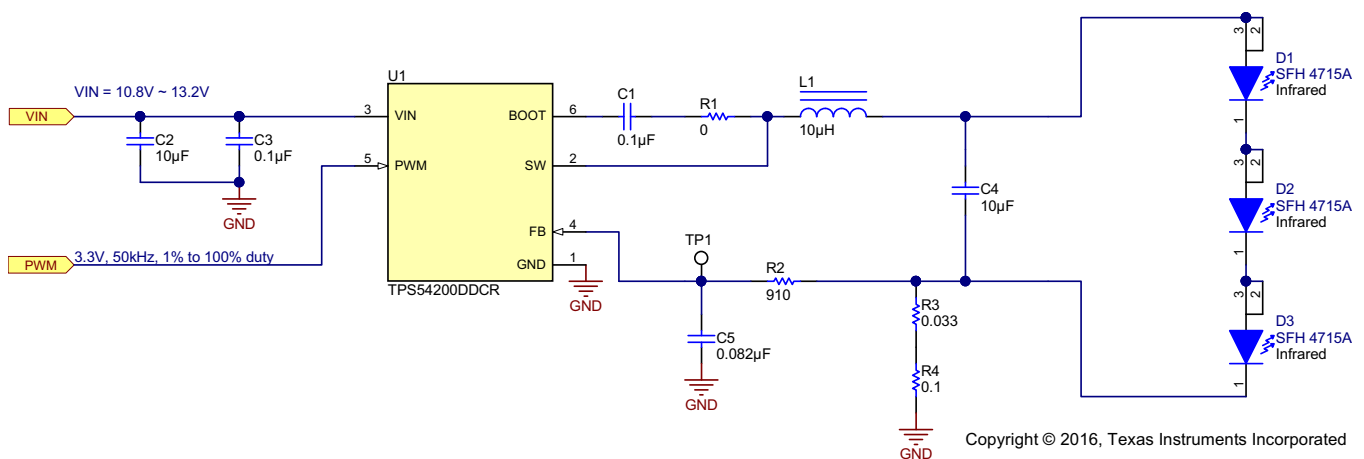 VIN = 10.8V ~ 13.2V
VIN
C2
10µF
C3
0.1µF
GND
PWM
3.3V, 50kHz, 1% to 100% duty
U1
3
VIN
5
PWM
BOOT
6
SW
2
FB
4
GND
1
TPS54200DDCR
GND
C1
0.1µF
R1
0
L1
10µH
C4
10µF
TP1
R2
910
C5
0.082µF
GND
R3
0.033
R4
0.1
GND
3
2
D1
SFH 4715A
Infrared
1
3
2
D2
SFH 4715A
Infrared
1
3
2
D3
SFH 4715A
Infrared
1
Copyright © 2016, Texas Instruments Incorporated